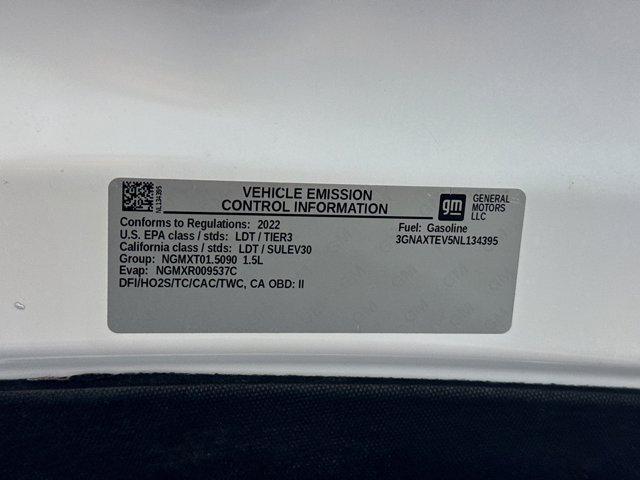 NL134395
VEHICLE EMISSION
CONTROL INFORMATION
gm
GENERAL
MOTORS
LLC
Conforms to Regulations: 2022
U.S. EPA class / stds: LDT / TIER3
California class / stds: LDT / SULEV30
Group: NGMXT01.5090 1.5L
Evap: NGMXR009537C
DFI/HO2S/TC/CAC/TWC, CA OBD: II
Fuel: Gasoline
3GNAXTEV5NL134395